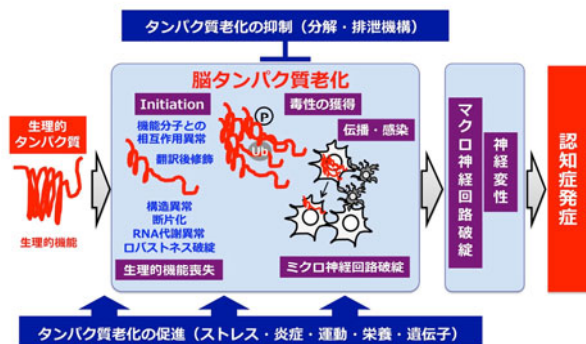 タンパク質老化の抑制（分解・排泄機構）
脳タンパク質老化
Initiation
毒性の獲得
機能分子との
相互作用異常
P
伝播・感染
翻訳後修飾
Ub
生理的
タンパク質
生理的機能
構造異常
断片化
RNA代謝異常
ロバストネス破綻
生理的機能喪失
ミクロ神経回路破綻
マクロ神経回路破綻
神経変性
認知症発症
タンパク質老化の促進（ストレス・炎症・運動・栄養・遺伝子）